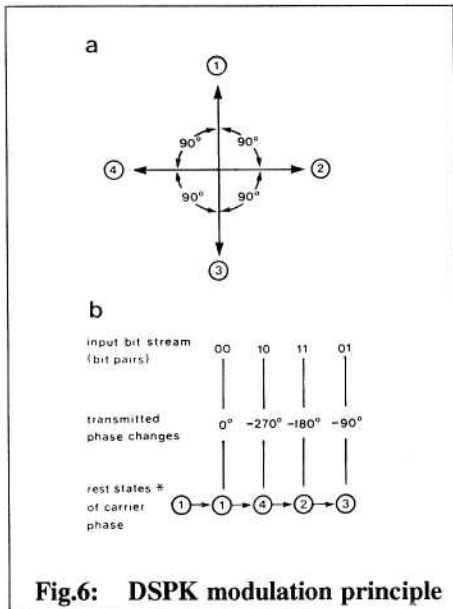 a
①
90° 90°
④ ②
90° 90°
③
b
input bit stream 00 10 11 01
(bit pairs)
transmitted 0° -270° -180° -90°
phase changes
rest states * ① ① ④ ② ③
of carrier
phase
Fig.6: DSPK modulation principle